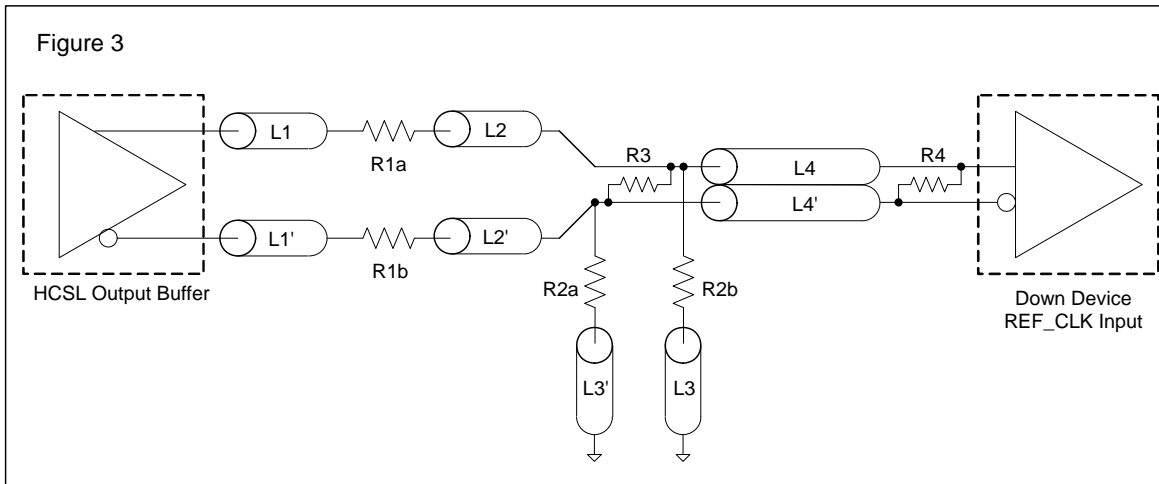 Figure 3
L1
R1a
L2
R3
L4
R4
L1'
R1b
L2'
L4'
HCSL Output Buffer
R2a
R2b
Down Device
REF_CLK Input
L3'
L3